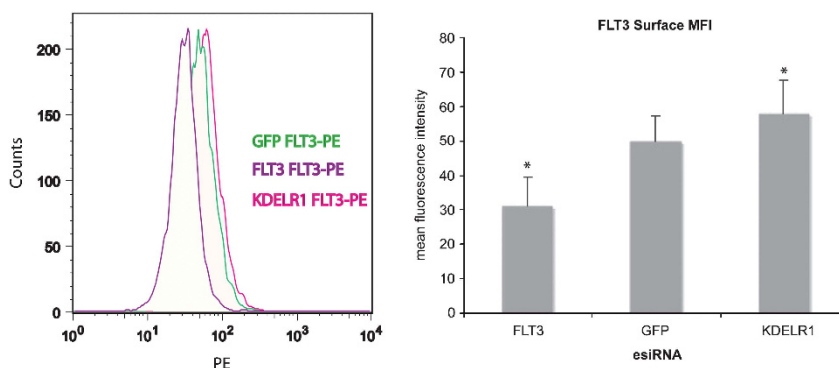 200
150
100
50
0
Counts
GFP FLT3-PE
FLT3 FLT3-PE
KDELR1 FLT3-PE
10⁰ 10¹ 10² 10³ 10⁴
PE
FLT3 Surface MFI
80
70
60
50
40
30
20
10
0
mean fluorescence intensity
*
*
FLT3 GFP KDELR1
esiRNA